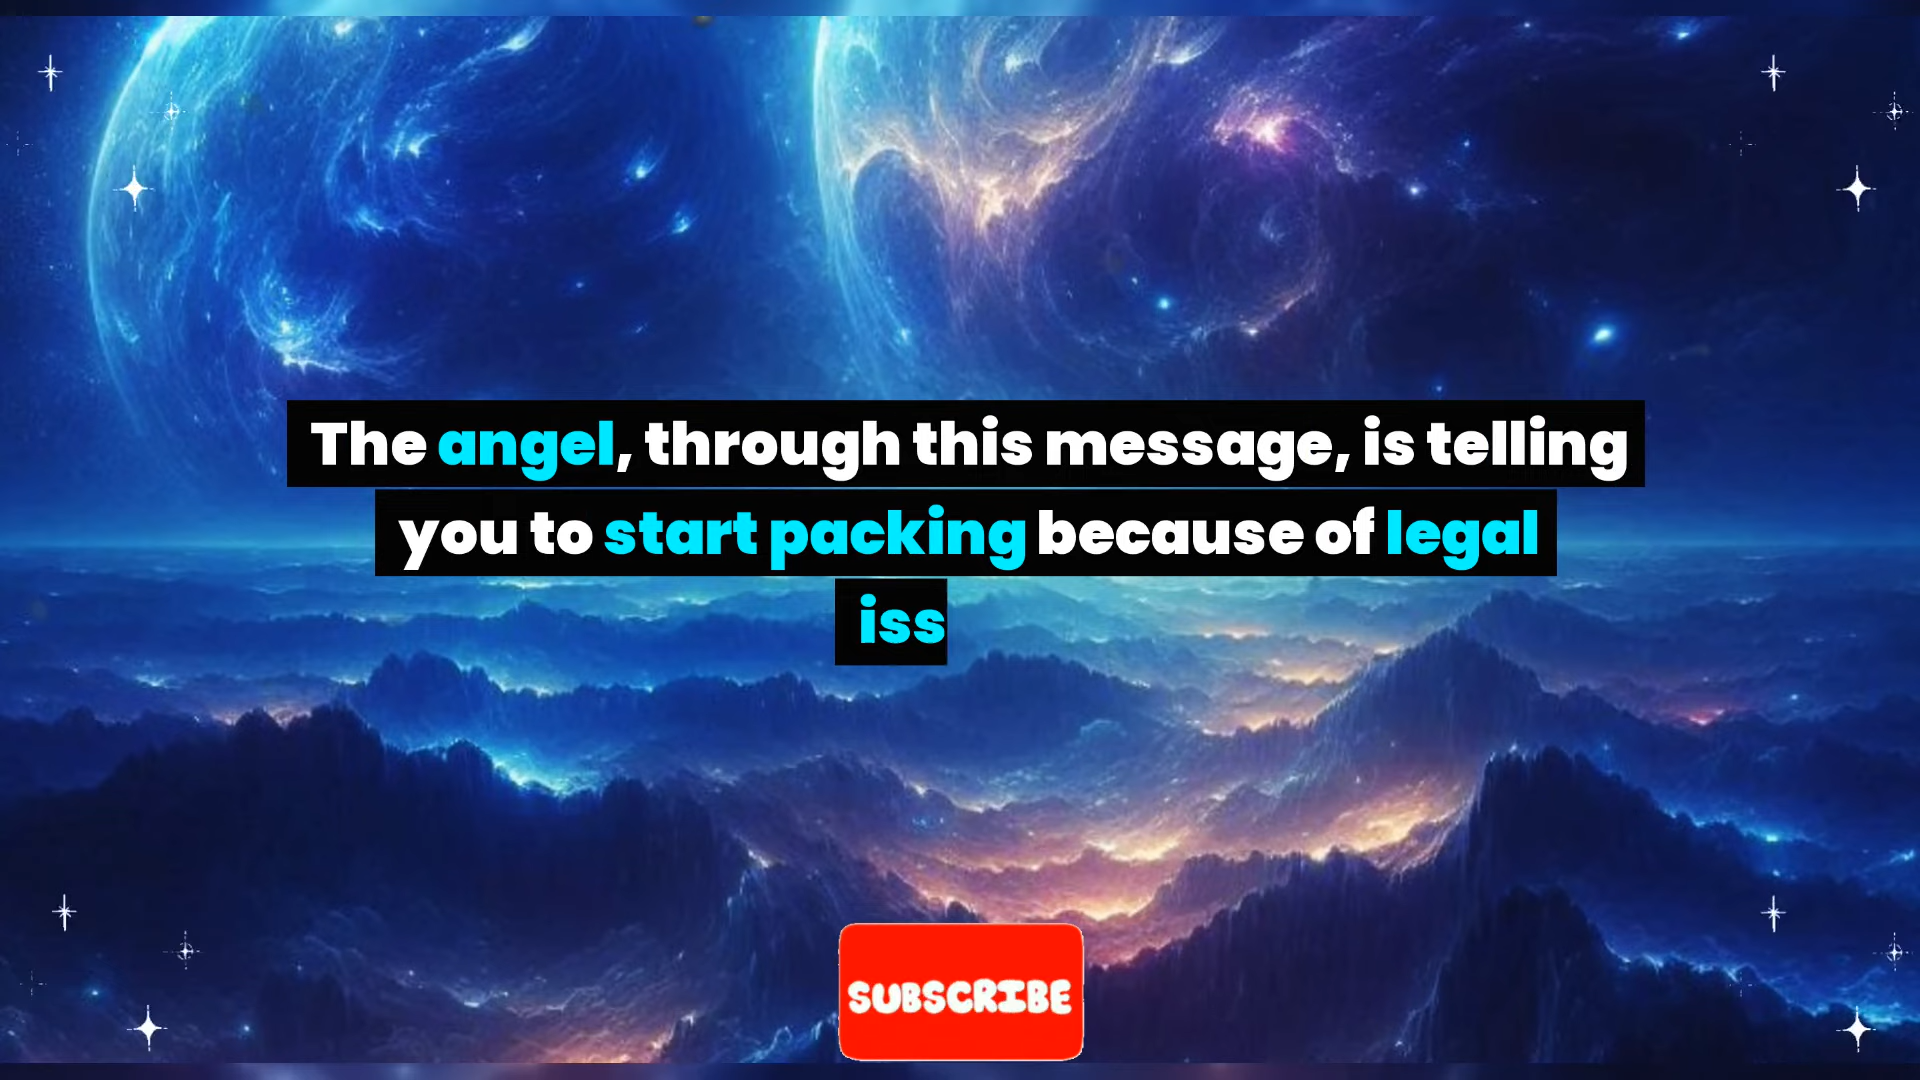 The angel, through this message, is telling
you to start packing because of legal
iss
SUBSCRIBE